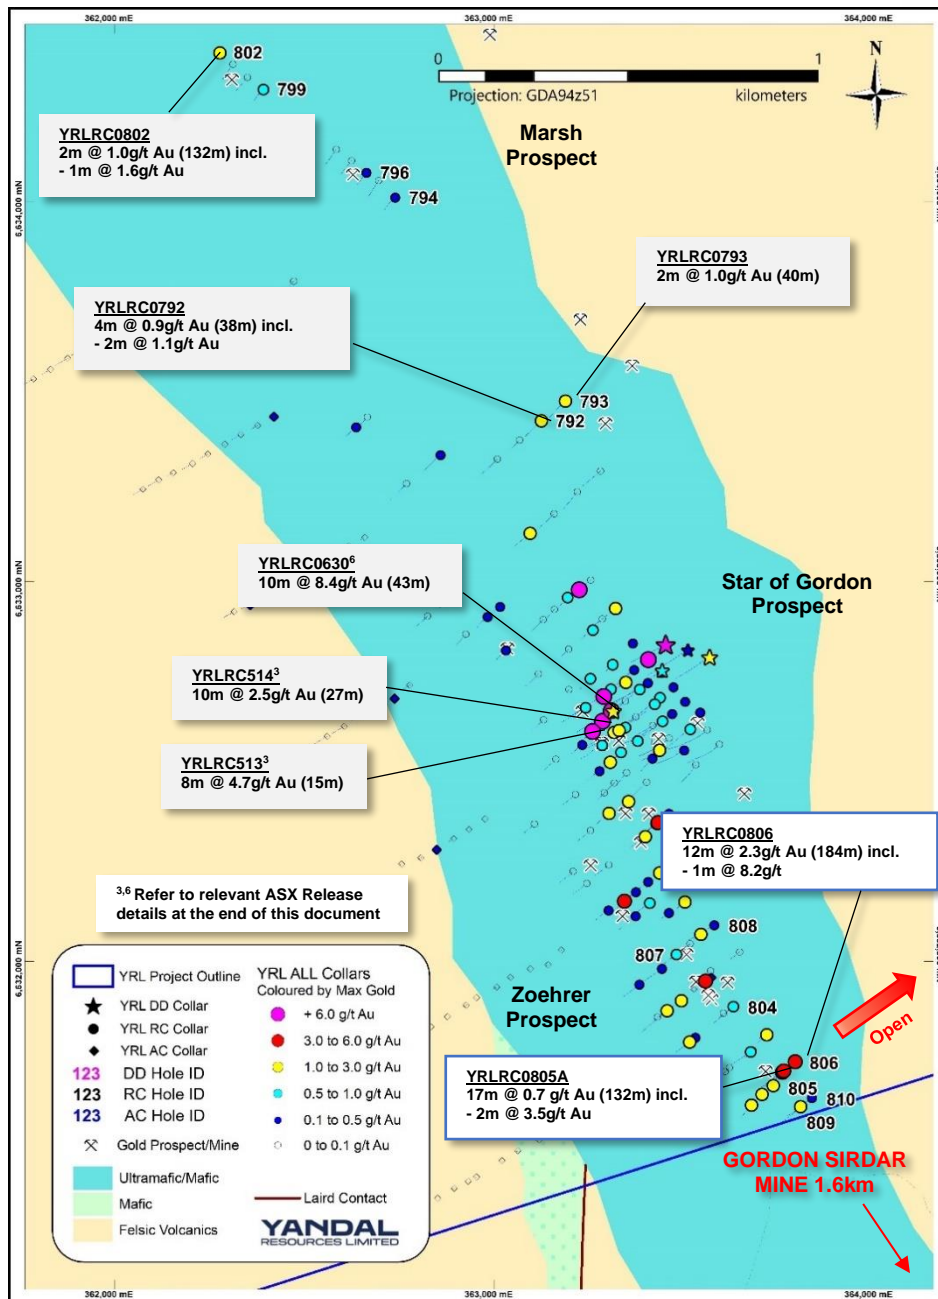 362,000 mE
363,000 mE
364,000 mE
802
799
0
1
Projection: GDA94z51
kilometers
N
YRLRC0802
2m @ 1.0g/t Au (132m) incl.
- 1m @ 1.6g/t Au
Marsh
Prospect
796
794
6,634,000 mN
YRLRC0793
2m @ 1.0g/t Au (40m)
YRLRC0792
4m @ 0.9g/t Au (38m) incl.
- 2m @ 1.1g/t Au
793
792
YRLRC0630⁶
10m @ 8.4g/t Au (43m)
Star of Gordon
Prospect
6,633,000 mN
YRLRC514³
10m @ 2.5g/t Au (27m)
YRLRC513³
8m @ 4.7g/t Au (15m)
YRLRC0806
12m @ 2.3g/t Au (184m) incl.
- 1m @ 8.2g/t
3,6 Refer to relevant ASX Release
details at the end of this document
808
807
6,632,000 mN
Zoehrer
Prospect
804
Open
806
YRLRC0805A
17m @ 0.7 g/t Au (132m) incl.
- 2m @ 3.5g/t Au
805
810
809
GORDON SIRDAR
MINE 1.6km
YRL Project Outline
YRL DD Collar
YRL RC Collar
YRL AC Collar
123 DD Hole ID
123 RC Hole ID
123 AC Hole ID
Gold Prospect/Mine
Ultramafic/Mafic
Mafic
Felsic Volcanics
YRL ALL Collars
Coloured by Max Gold
+ 6.0 g/t Au
3.0 to 6.0 g/t Au
1.0 to 3.0 g/t Au
0.5 to 1.0 g/t Au
0.1 to 0.5 g/t Au
0 to 0.1 g/t Au
Laird Contact
YANDAL
RESOURCES LIMITED
362,000 mE
363,000 mE
364,000 mE